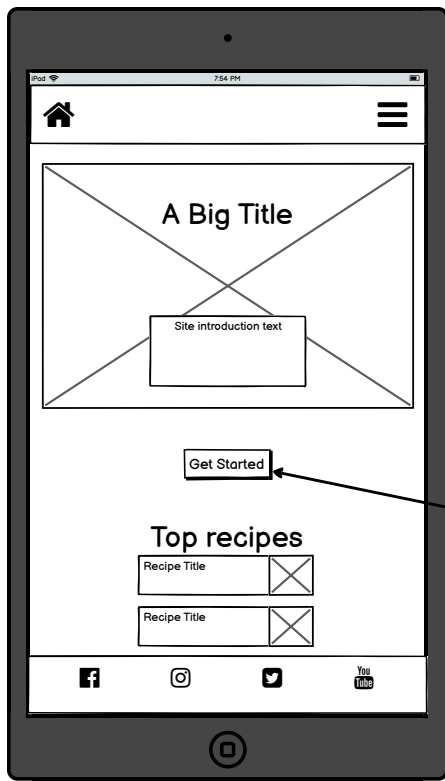 iPad 7:54 PM
A Big Title
Site introduction text
Get Started
Top recipes
Recipe Title
Recipe Title
You
Tube